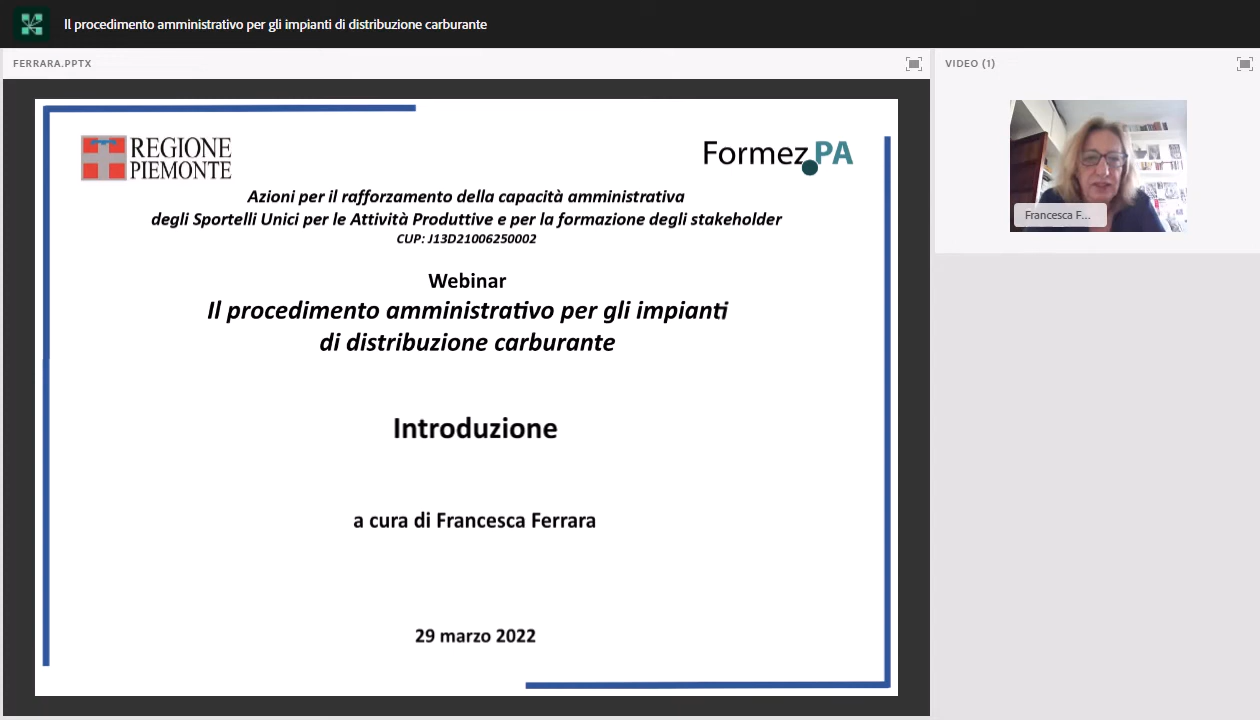 Il procedimento amministrativo per gli impianti di distribuzione carburante
FERRARA.PPTX
VIDEO (1)
REGIONE
PIEMONTE
Formez PA
Azioni per il rafforzamento della capacità amministrativa
degli Sportelli Unici per le Attività Produttive e per la formazione degli stakeholder
CUP: J13D21006250002
Webinar
Il procedimento amministrativo per gli impianti
di distribuzione carburante
Introduzione
a cura di Francesca Ferrara
29 marzo 2022
Francesca F...